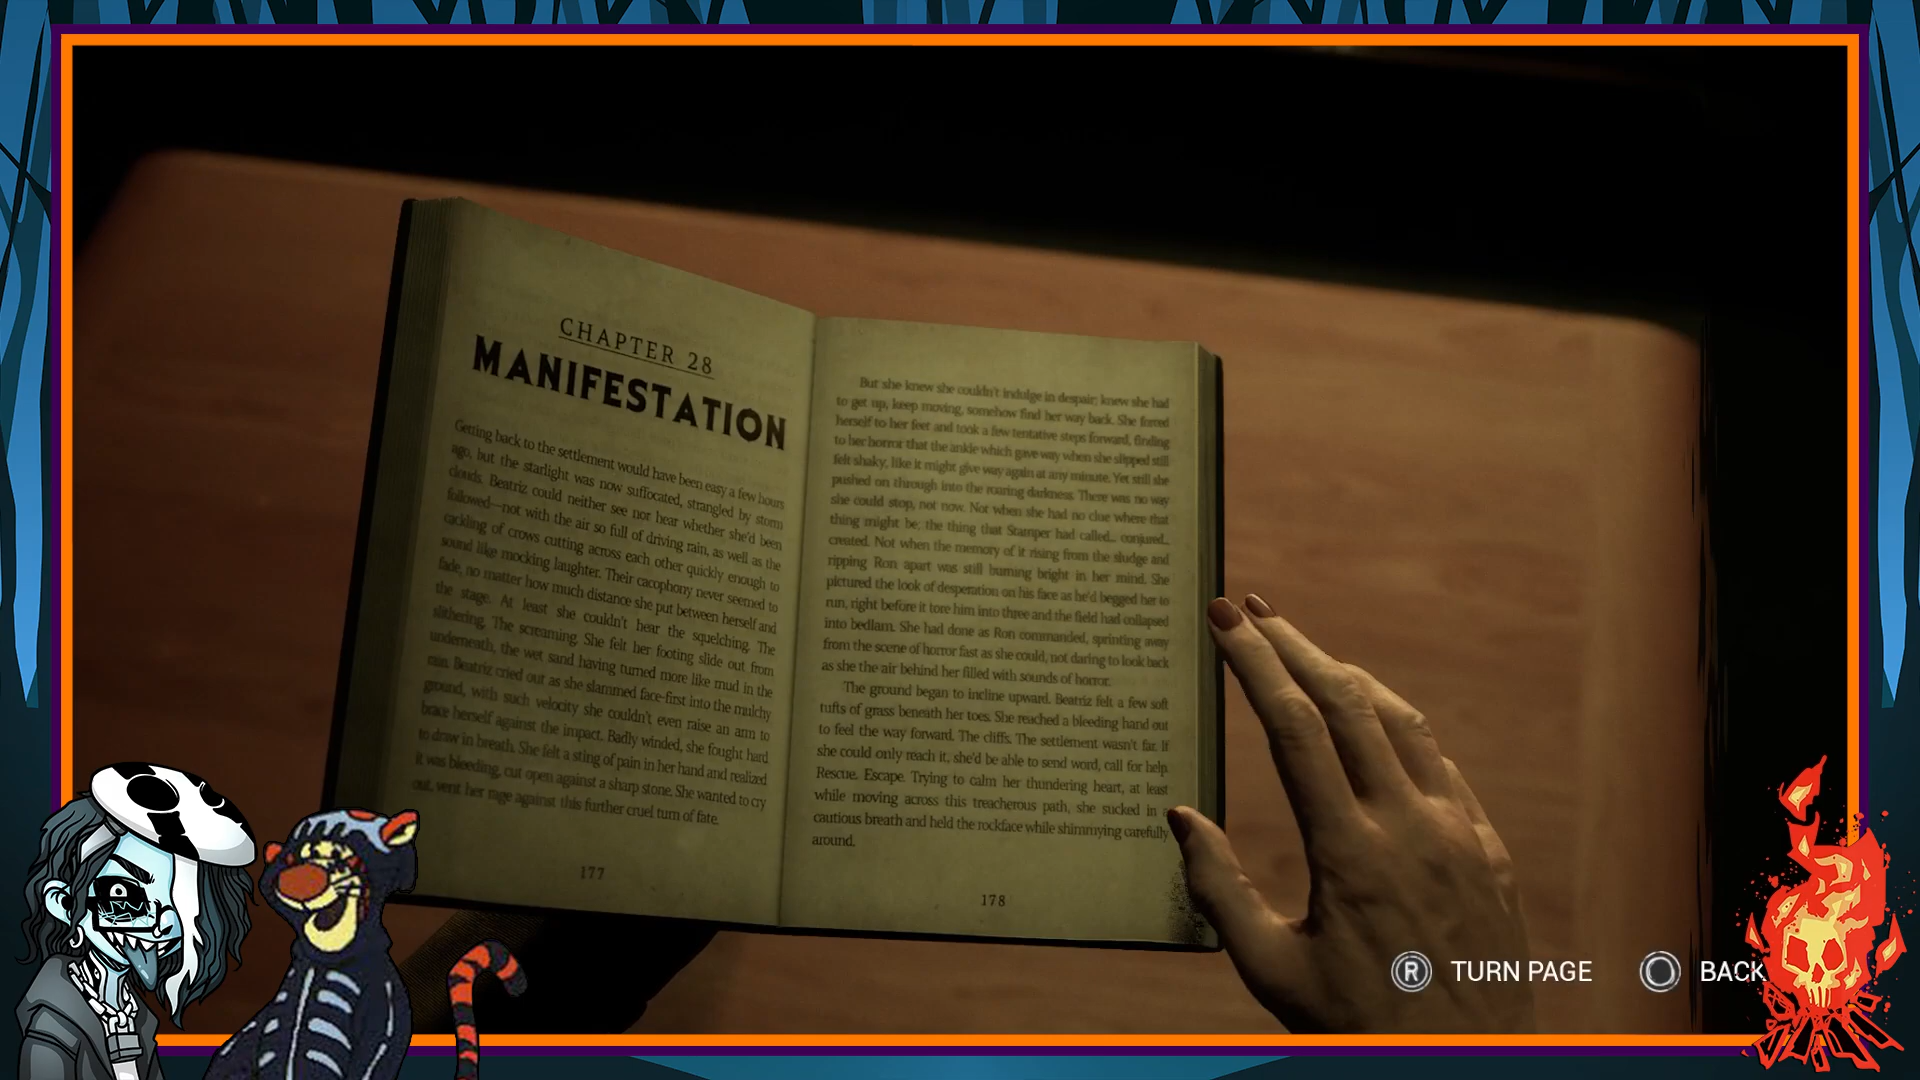 CHAPTER 28
MANIFESTATION
Getting back to the settlement would have been easy a few hours
ago, but the starlight was now suffocated, strangled by storm
clouds. Beatriz could neither see nor hear whether she'd been
followed—not with the air so full of driving rain, as well as the
cackling of crows cutting across each other quickly enough to
sound like mocking laughter. Their cacophony never seemed to
fade, no matter how much distance she put between herself and
the stage. At least she couldn't hear the squelching. The
slithering. The screaming. She felt her footing slide out from
underneath, the wet sand having turned more like mud in the
rain. Beatriz cried out as she slammed face-first into the mulchy
ground, with such velocity she couldn't even raise an arm to
brace herself against the impact. Badly winded, she fought hard
to draw in breath. She felt a sting of pain in her hand and realized
it was bleeding, cut open against a sharp stone. She wanted to cry
out, vent her rage against this further cruel turn of fate.
177
But she knew she couldn't indulge in despair; knew she had
to get up, keep moving, somehow find her way back. She forced
herself to her feet and took a few tentative steps forward, finding
to her horror that the ankle which gave way when she slipped still
felt shaky, like it might give way again at any minute. Yet still she
pushed on through into the roaring darkness. There was no way
she could stop, not now. Not when she had no clue where that
thing might be; the thing that Stamper had called... conjured...
created. Not when the memory of it rising from the sludge and
ripping Ron apart was still burning bright in her mind. She
pictured the look of desperation on his face as he'd begged her to
run, right before it tore him into three and the field had collapsed
into bedlam. She had done as Ron commanded, sprinting away
from the scene of horror fast as she could, not daring to look back
as she the air behind her filled with sounds of horror.
The ground began to incline upward. Beatriz felt a few soft
tufts of grass beneath her toes. She reached a bleeding hand out
to feel the way forward. The cliffs. The settlement wasn't far. If
she could only reach it, she'd be able to send word, call for help.
Rescue. Escape. Trying to calm her thundering heart, at least
while moving across this treacherous path, she sucked in a
cautious breath and held the rockface while shimmying carefully
around.
178
R TURN PAGE
BACK